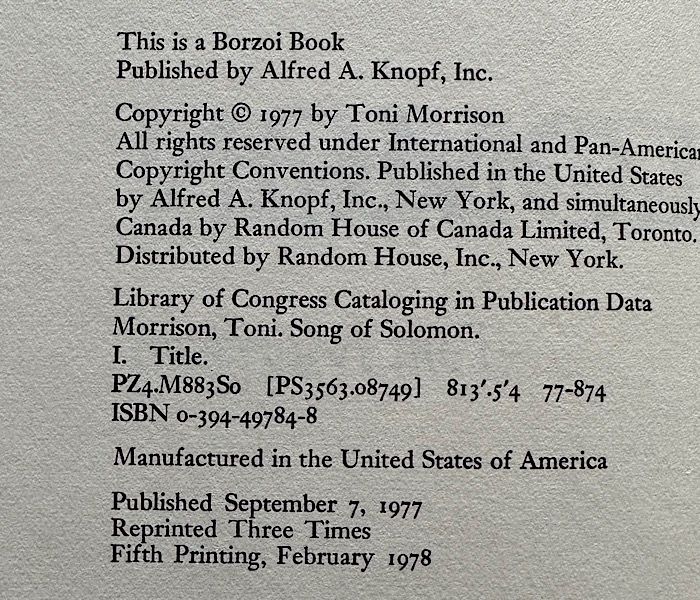 This is a Borzoi Book
Published by Alfred A. Knopf, Inc.
Copyright © 1977 by Toni Morrison
All rights reserved under International and Pan-American
Copyright Conventions. Published in the United States
by Alfred A. Knopf, Inc., New York, and simultaneously
Canada by Random House of Canada Limited, Toronto.
Distributed by Random House, Inc., New York.
Library of Congress Cataloging in Publication Data
Morrison, Toni. Song of Solomon.
I. Title.
PZ4.M883So [PS3563.08749] 813'.5'4 77-874
ISBN 0-394-49784-8
Manufactured in the United States of America
Published September 7, 1977
Reprinted Three Times
Fifth Printing, February 1978